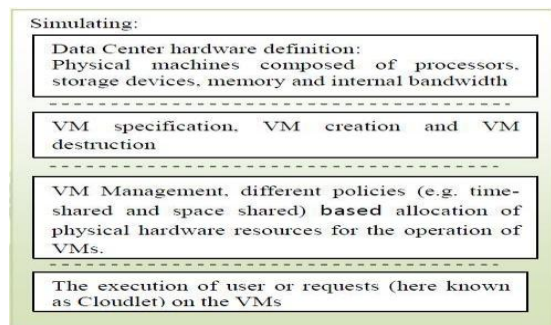 Simulating:
Data Center hardware definition:
Physical machines composed of processors,
storage devices, memory and internal bandwidth
VM specification, VM creation and VM
destruction
VM Management, different policies (e.g. time-
shared and space shared) based allocation of
physical hardware resources for the operation of
VMs.
The execution of user or requests (here known
as Cloudlet) on the VMs